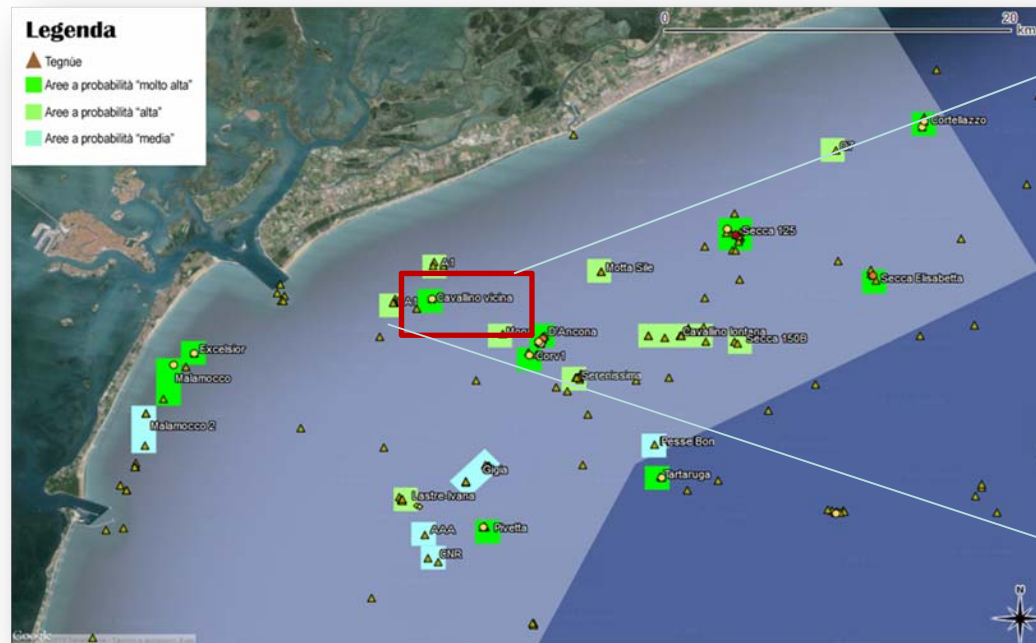 Legenda
Tegnùe
Aree a probabilità “molto alta”
Aree a probabilità “alta”
Aree a probabilità “media”
0
20
km
Cortellazzo
Secca 125
A1
Motta Sile
Secca Elisabetta
A1
Cavallino vicina
D'Ancona
Cavallino lontana
Secca 150B
Corv1
Excelsior
Malamocco
Serenissima
Malamocco 2
Pesse Bon
Gigia
Tartaruga
Lastre-Ivana
Pivetta
AAA
CNR
N
Google